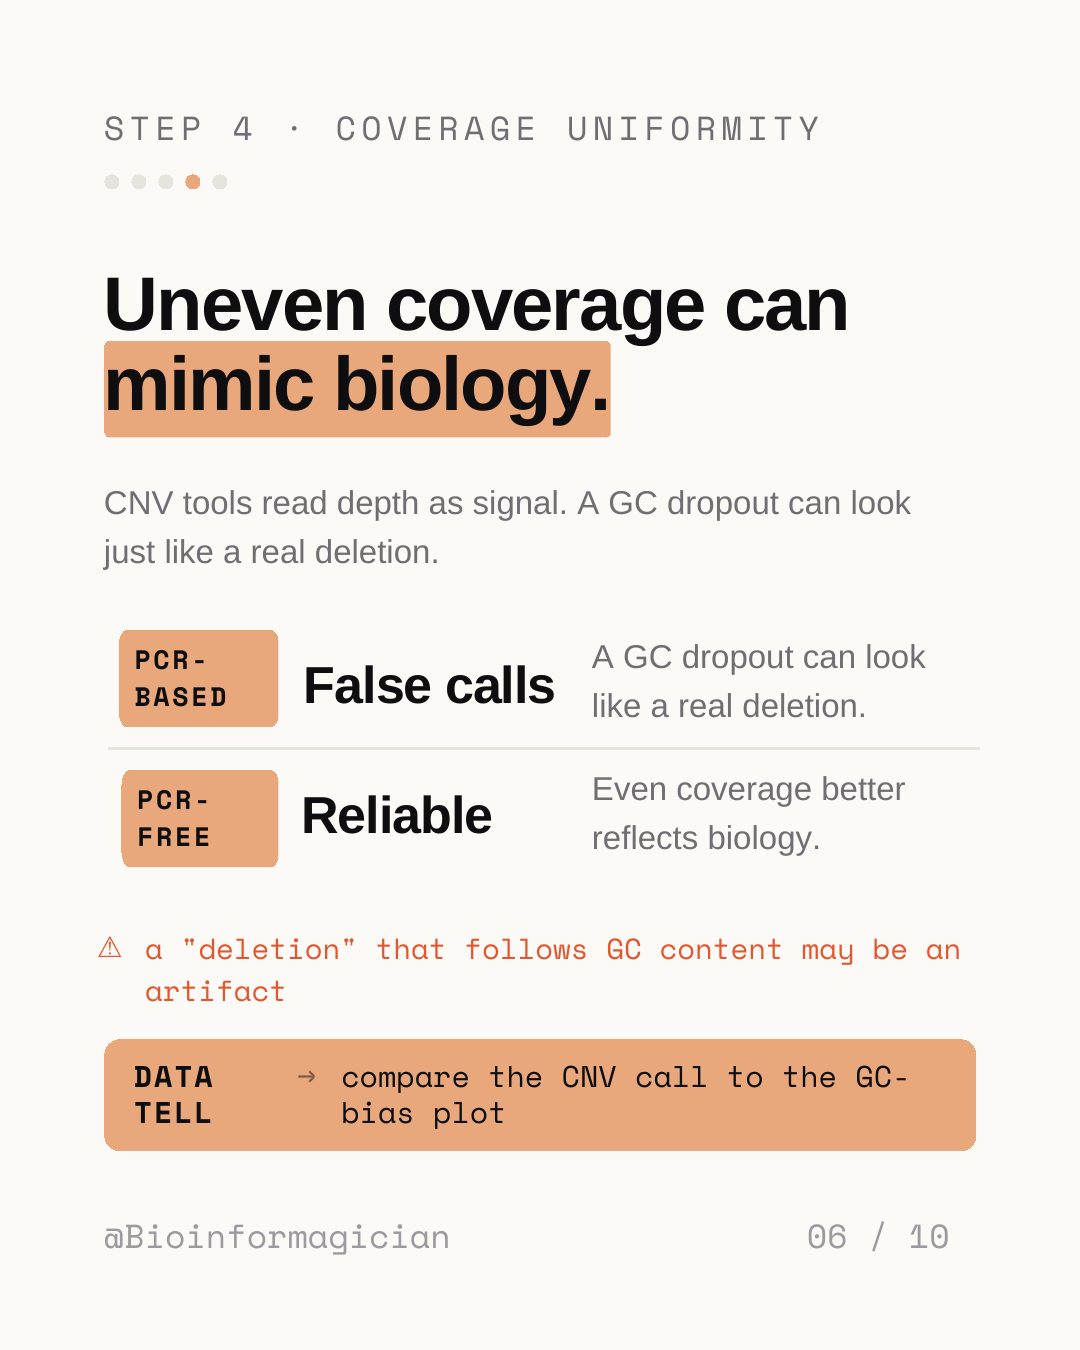 STEP 4 · COVERAGE UNIFORMITY
Uneven coverage can
mimic biology.
CNV tools read depth as signal. A GC dropout can look
just like a real deletion.
PCR-
BASED
False calls
A GC dropout can look
like a real deletion.
PCR-
FREE
Reliable
Even coverage better
reflects biology.
⚠ a "deletion" that follows GC content may be an
artifact
DATA
TELL
→ compare the CNV call to the GC-
bias plot
@Bioinformagician
06 / 10